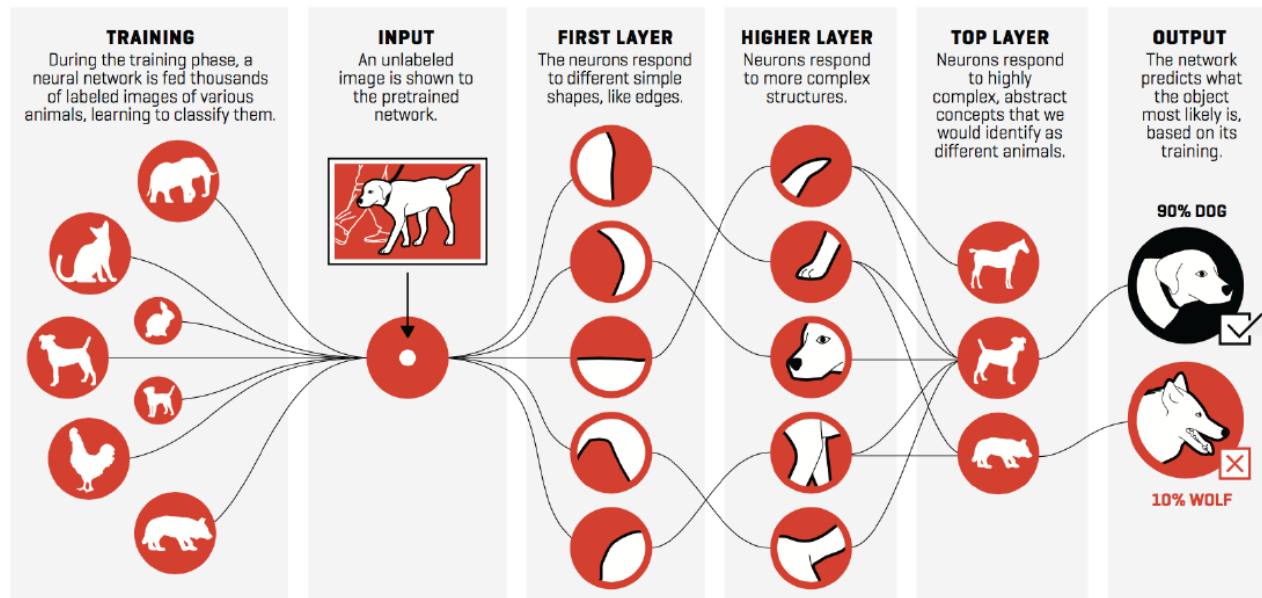 TRAINING
During the training phase, a
neural network is fed thousands
of labeled images of various
animals, learning to classify them.
INPUT
An unlabeled
image is shown to
the pretrained
network.
FIRST LAYER
The neurons respond
to different simple
shapes, like edges.
HIGHER LAYER
Neurons respond
to more complex
structures.
TOP LAYER
Neurons respond
to highly
complex, abstract
concepts that we
would identify as
different animals.
OUTPUT
The network
predicts what
the object
most likely is,
based on its
training.
90% DOG
10% WOLF